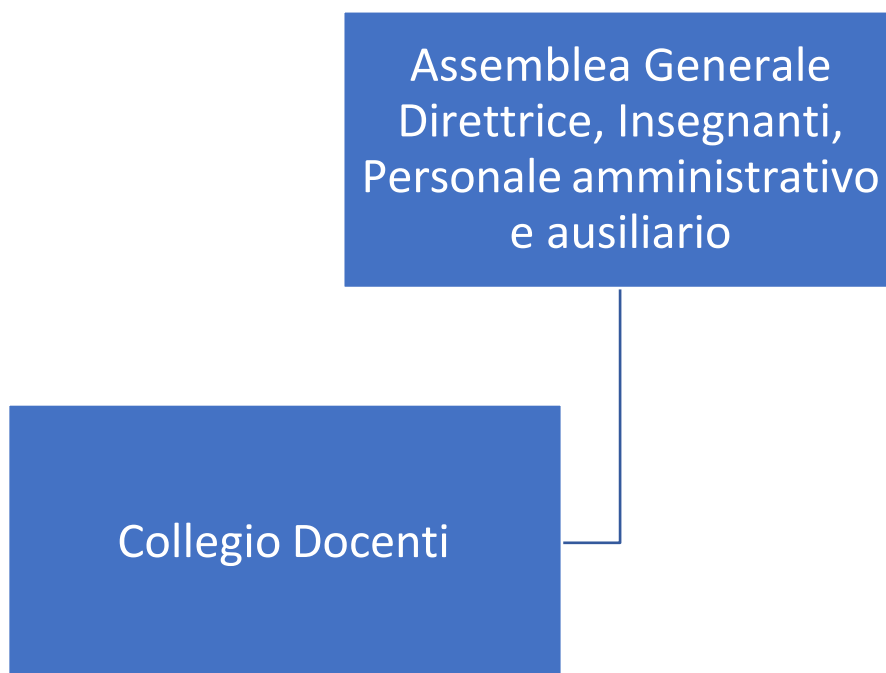 Assemblea Generale
Direttrice, Insegnanti,
Personale amministrativo
e ausiliario
Collegio Docenti